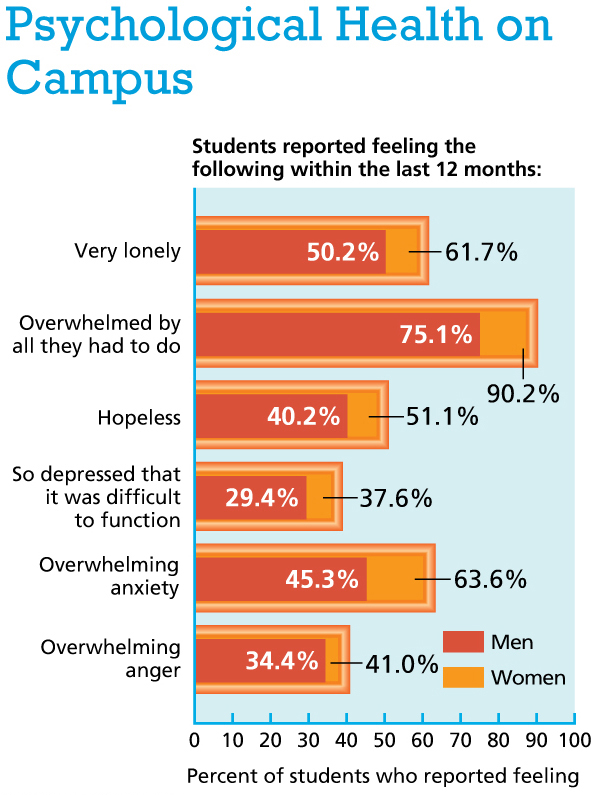 Psychological Health on
Campus
Students reported feeling the
following within the last 12 months:
Very lonely
50.2%
61.7%
Overwhelmed by
all they had to do
75.1%
90.2%
Hopeless
40.2%
51.1%
So depressed that
it was difficult
to function
29.4%
37.6%
Overwhelming
anxiety
45.3%
63.6%
Overwhelming
anger
34.4%
41.0%
Men
Women
0 10 20 30 40 50 60 70 80 90 100
Percent of students who reported feeling